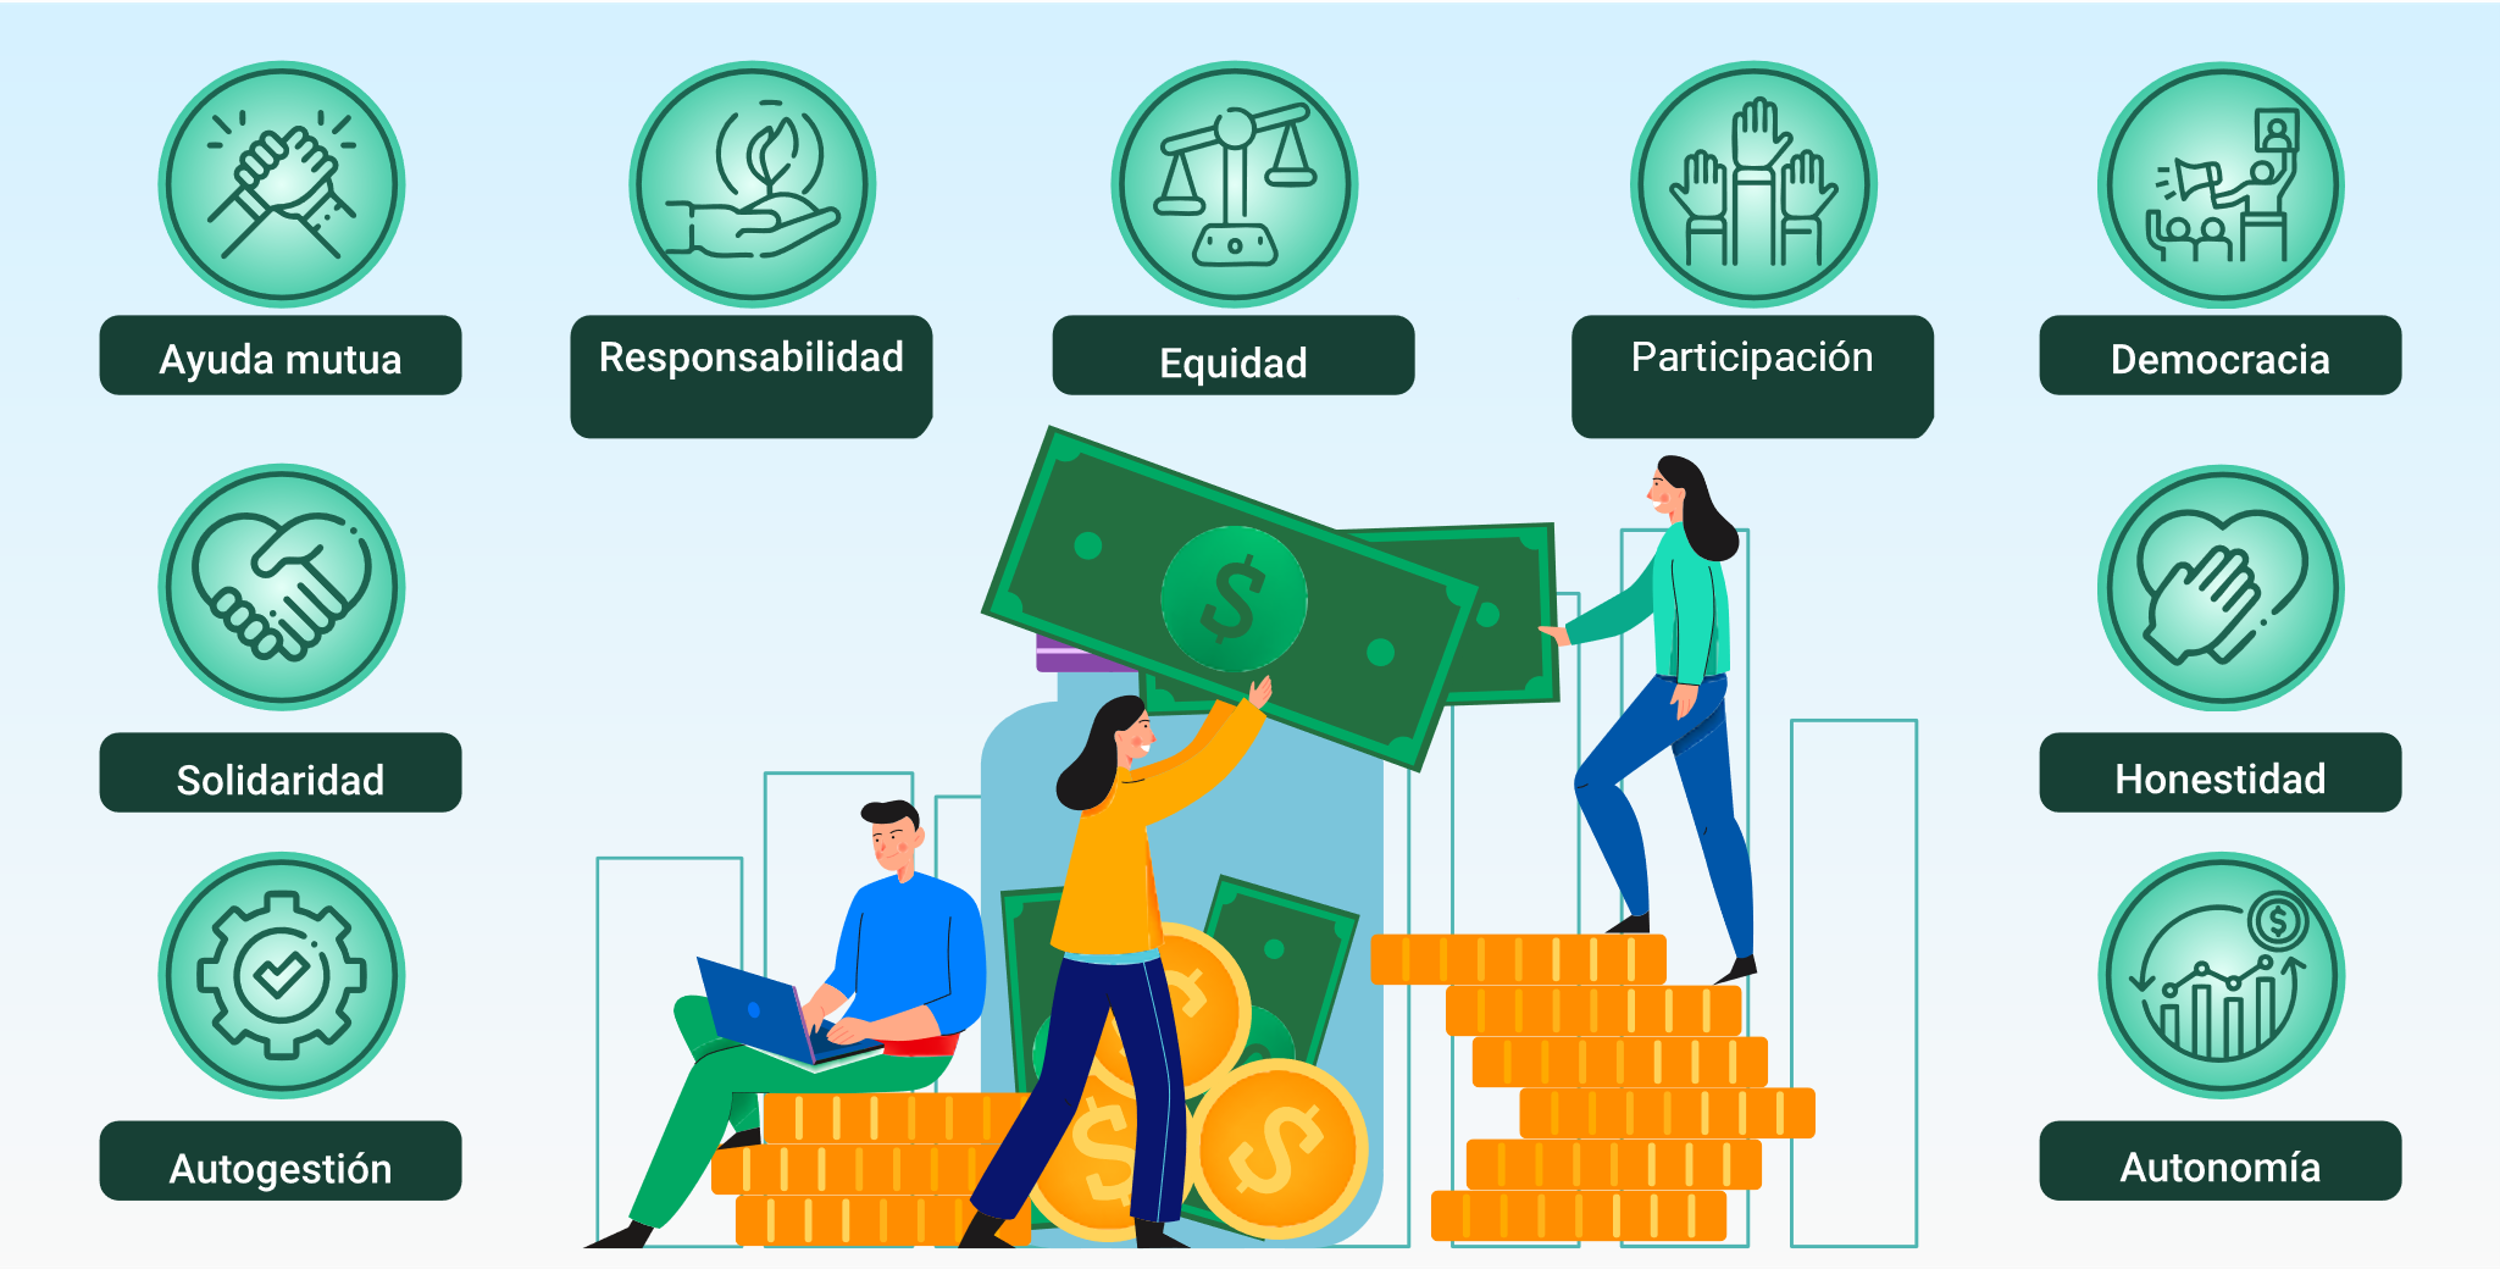 Ayuda mutua
Responsabilidad
Equidad
Participación
Democracia
Solidaridad
Honestidad
Autogestión
Autonomía